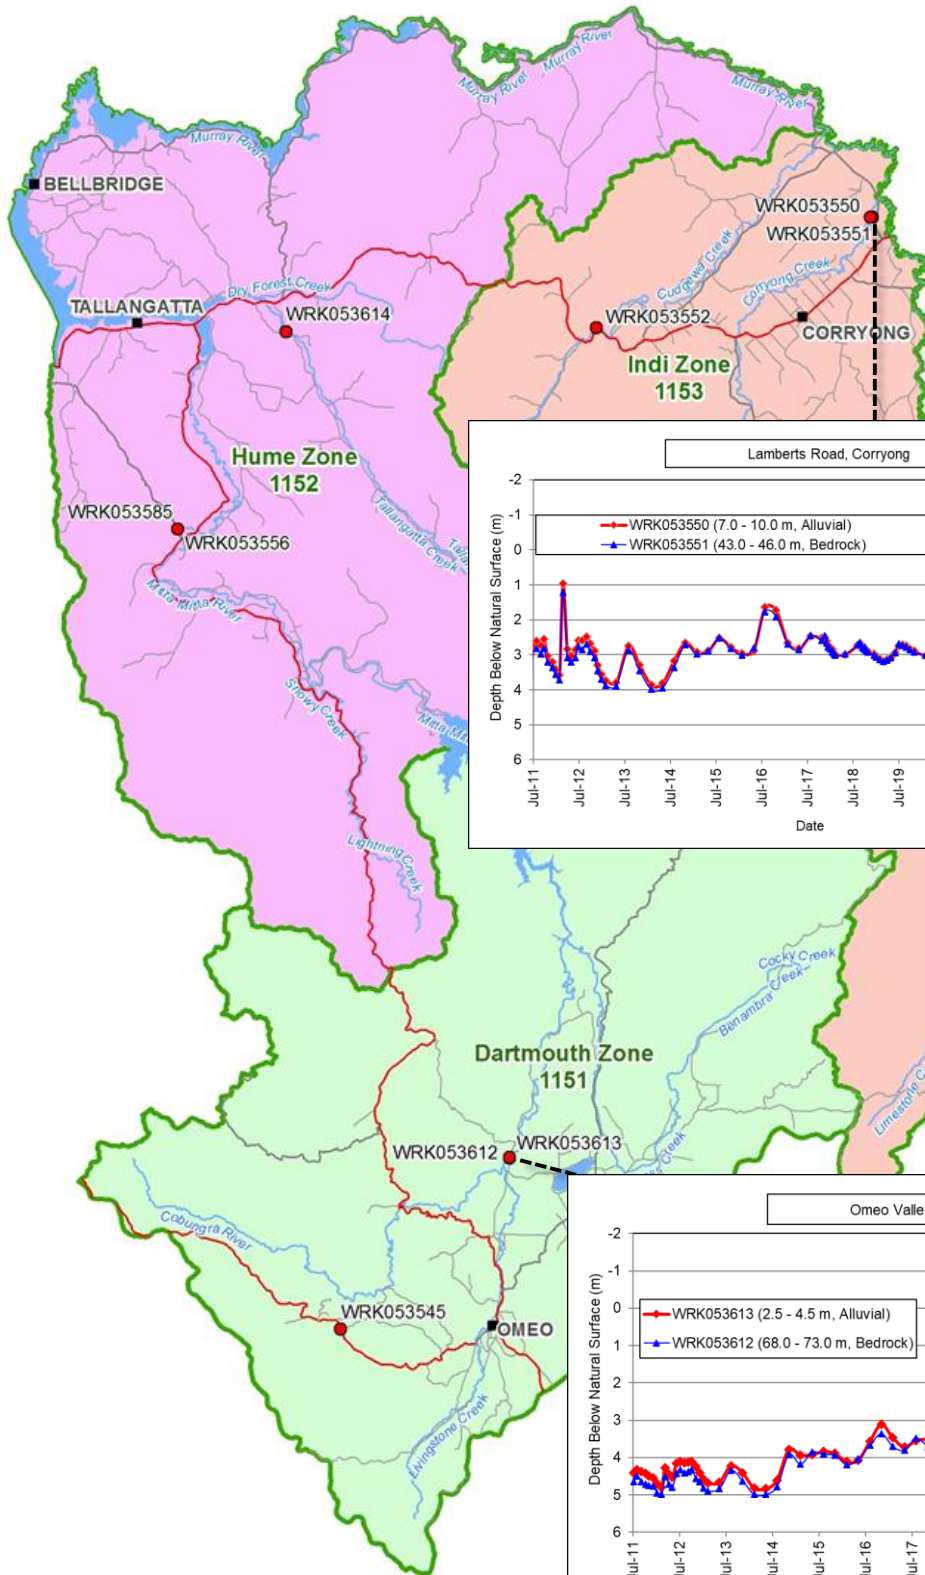 Murray River
Murray River
Murray River
Murray River
BELLBRIDGE
WRK053550
WRK053551
Cudgewa Creek
Corryong Creek
Dry Forest Creek
TALLANGATTA
WRK053614
WRK053552
CORRYONG
Indi Zone
1153
Hume Zone
1152
WRK053585
WRK053556
Tallangatta Creek
Mitta Mitta River
Snowy Creek
Lightning Creek
Lamberts Road, Corryong
Depth Below Natural Surface (m)
-2
-1
0
1
2
3
4
5
6
WRK053550 (7.0 - 10.0 m, Alluvial)
WRK053551 (43.0 - 46.0 m, Bedrock)
Jul-11
Jul-12
Jul-13
Jul-14
Jul-15
Jul-16
Jul-17
Jul-18
Jul-19
Date
Cocky Creek
Benambra Creek
Dartmouth Zone
1151
Limestone C
WRK053612
WRK053613
Creek
Cobungra River
WRK053545
OMEO
Livingstone Creek
Omeo Valle
Depth Below Natural Surface (m)
-2
-1
0
1
2
3
4
5
6
WRK053613 (2.5 - 4.5 m, Alluvial)
WRK053612 (68.0 - 73.0 m, Bedrock)
Jul-11
Jul-12
Jul-13
Jul-14
Jul-15
Jul-16
Jul-17